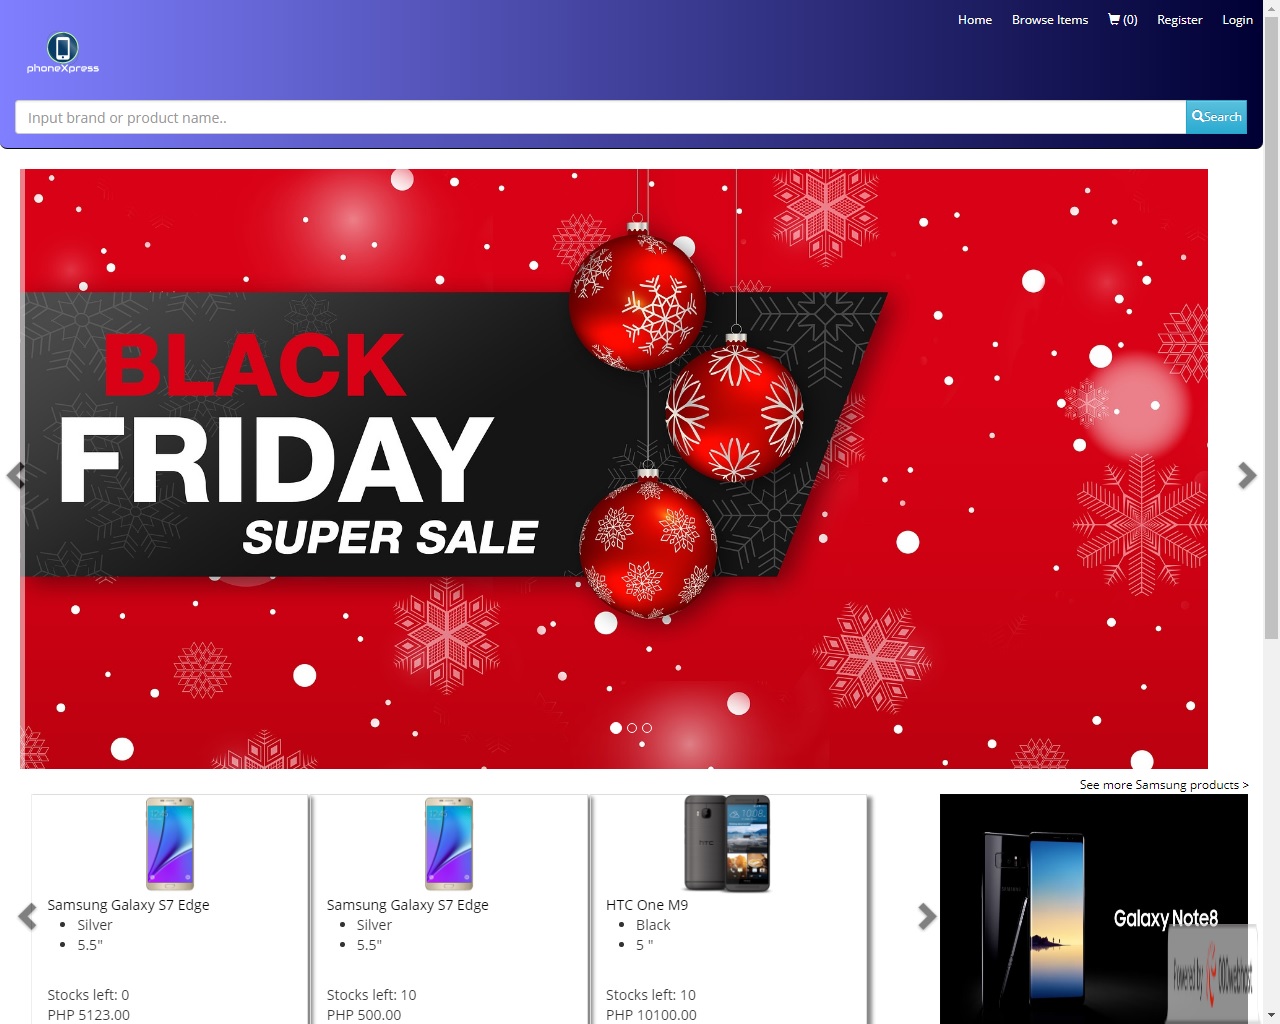 Home Browse Items (0) Register Login
phoneXpress
Input brand or product name.. Search
BLACK
FRIDAY
SUPER SALE
See more Samsung products >
Samsung Galaxy S7 Edge
Silver
5.5"
Stocks left: 0
PHP 5123.00
Samsung Galaxy S7 Edge
Silver
5.5"
Stocks left: 10
PHP 500.00
HTC One M9
Black
5 "
Stocks left: 10
PHP 10100.00
Galaxy Note8
Powered by 000webhost